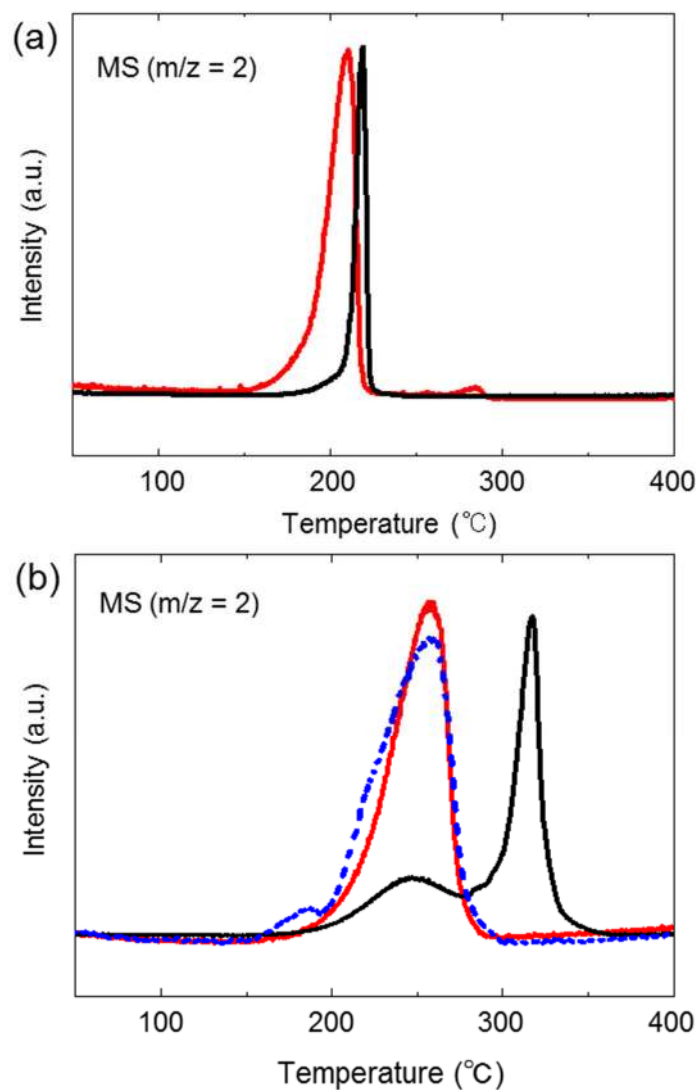 (a)
MS (m/z = 2)
Intensity (a.u.)
100 200 300 400
Temperature (℃)
(b)
MS (m/z = 2)
Intensity (a.u.)
100 200 300 400
Temperature (℃)